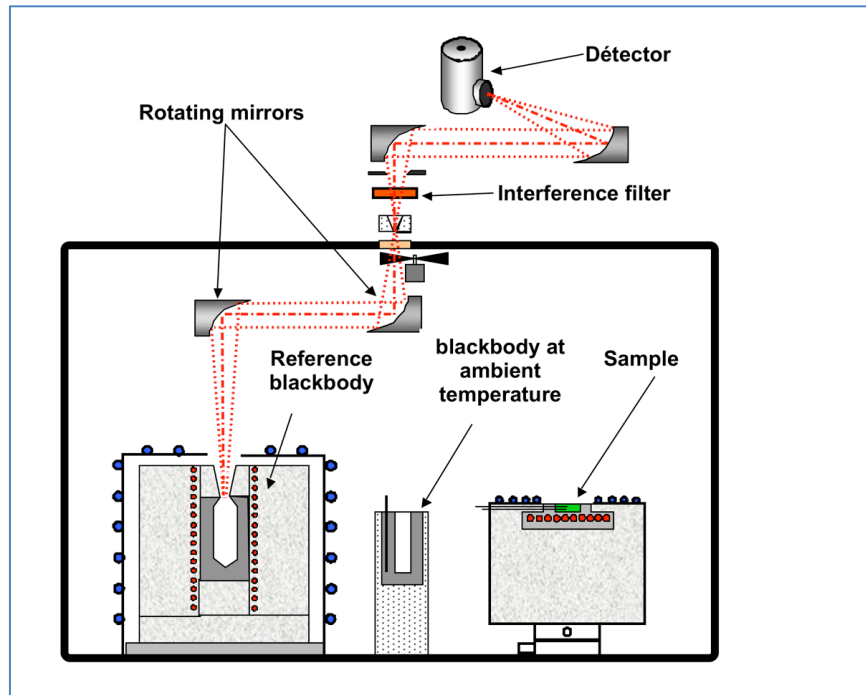 Détector
Rotating mirrors
Interference filter
Reference
blackbody
blackbody at
ambient
temperature
Sample